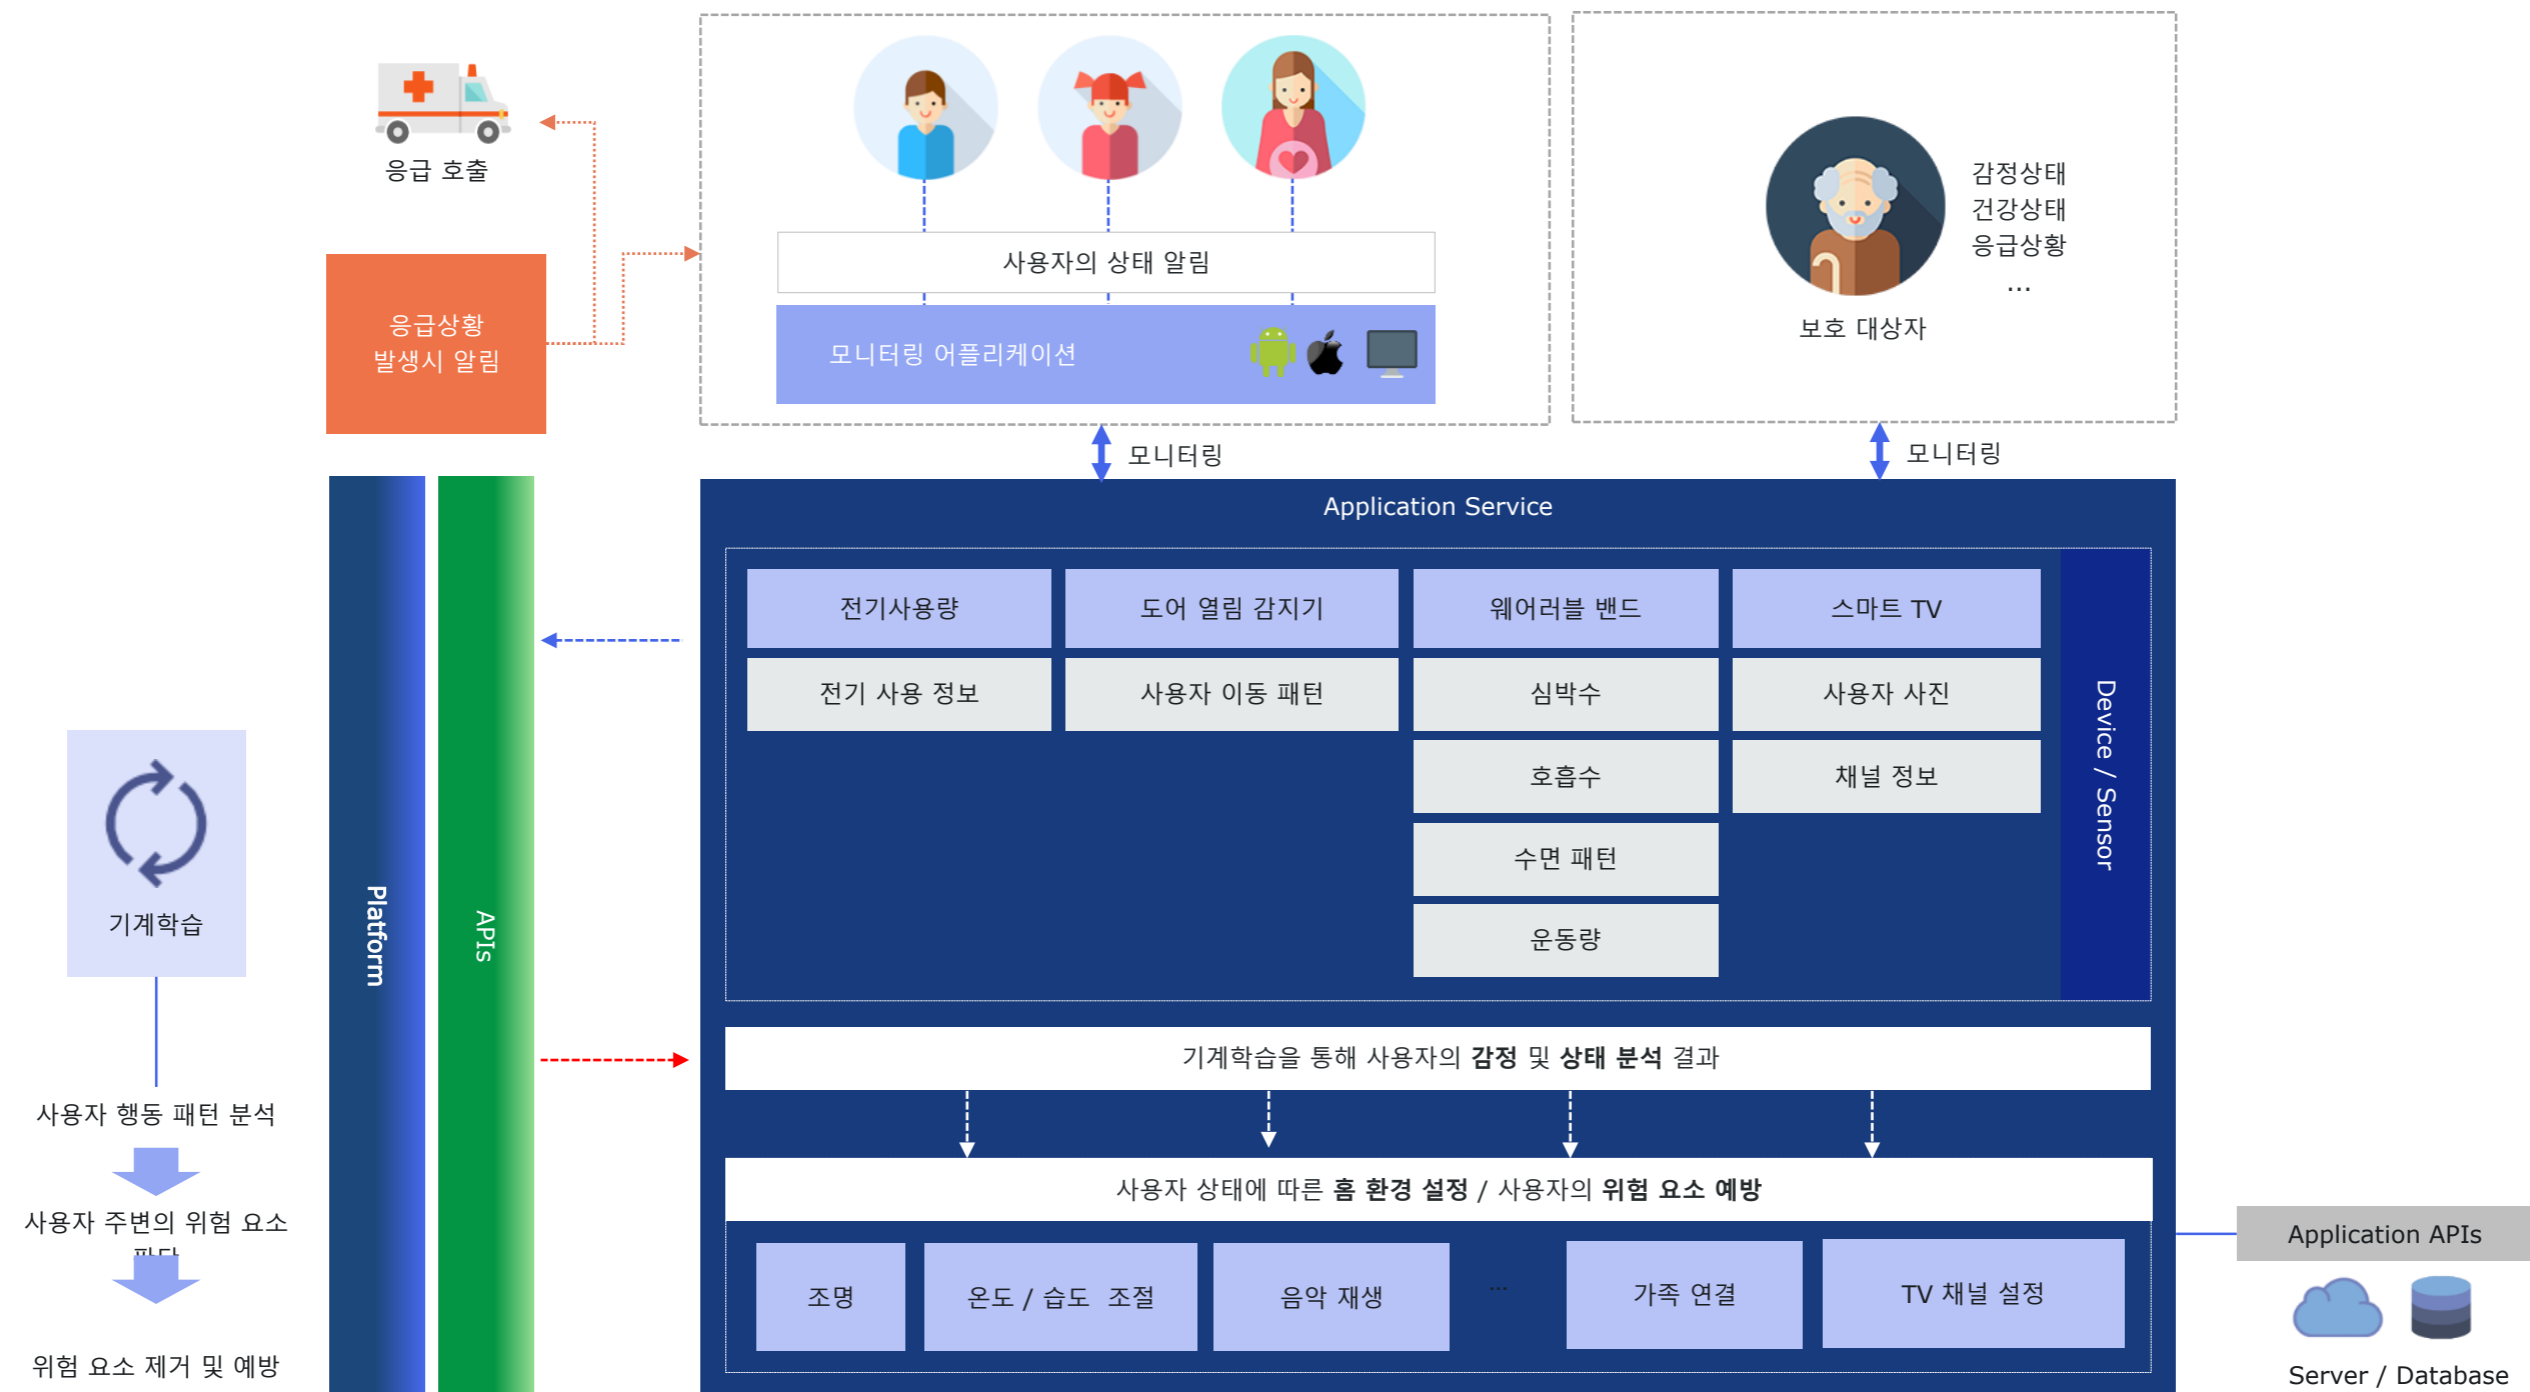 응급 호출
응급상황
발생시 알림
사용자의 상태 알림
모니터링 어플리케이션
감정상태
건강상태
응급상황
...
보호 대상자
모니터링
모니터링
Application Service
전기사용량
도어 열림 감지기
웨어러블 밴드
스마트 TV
전기 사용 정보
사용자 이동 패턴
심박수
사용자 사진
호흡수
채널 정보
수면 패턴
운동량
Device / Sensor
Platform
APIs
기계학습
사용자 행동 패턴 분석
사용자 주변의 위험 요소
위험 요소 제거 및 예방
기계학습을 통해 사용자의 감정 및 상태 분석 결과
사용자 상태에 따른 홈 환경 설정 / 사용자의 위험 요소 예방
조명
온도 / 습도 조절
음악 재생
...
가족 연결
TV 채널 설정
Application APIs
Server / Database